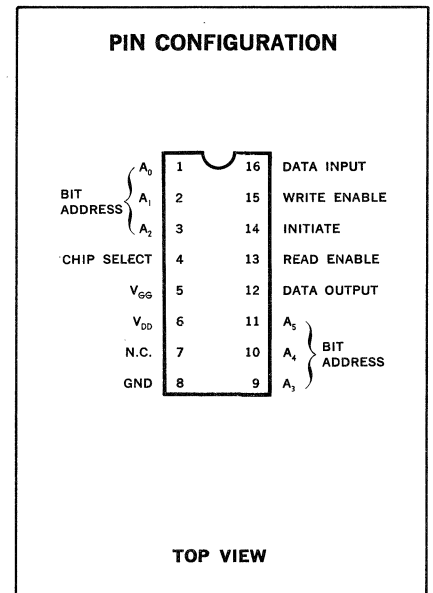 PIN CONFIGURATION
A₀ 1 16 DATA INPUT
BIT ADDRESS A₁ 2 15 WRITE ENABLE
A₂ 3 14 INITIATE
CHIP SELECT 4 13 READ ENABLE
V_GG 5 12 DATA OUTPUT
V_DD 6 11 A₅
N.C. 7 10 A₄ BIT ADDRESS
GND 8 9 A₃
TOP VIEW